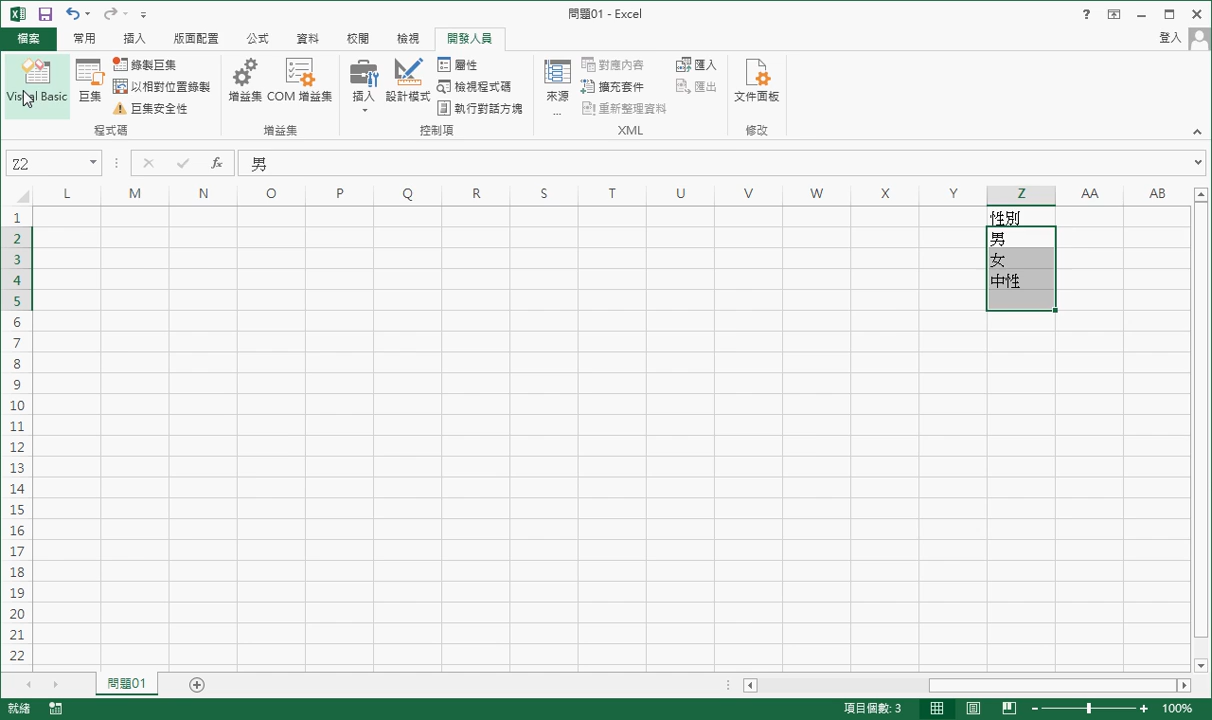 問題01 - Excel
檔案 常用 插入 版面配置 公式 資料 校閱 檢視 開發人員 登入
Visual Basic 巨集 錄製巨集 以相對位置錄製 巨集安全性 程式碼
增益集 COM 增益集 增益集
插入 設計模式 屬性 檢視程式碼 執行對話方塊 控制項
來源 ... 對應內容 擴充套件 重新整理資料 匯入 匯出 XML
文件面板 修改
Z2 fx 男
L M N O P Q R S T U V W X Y Z AA AB
1 性別
2 男
3 女
4 中性
5
6
7
8
9
10
11
12
13
14
15
16
17
18
19
20
21
22
問題01
就緒 項目個數: 3 100%